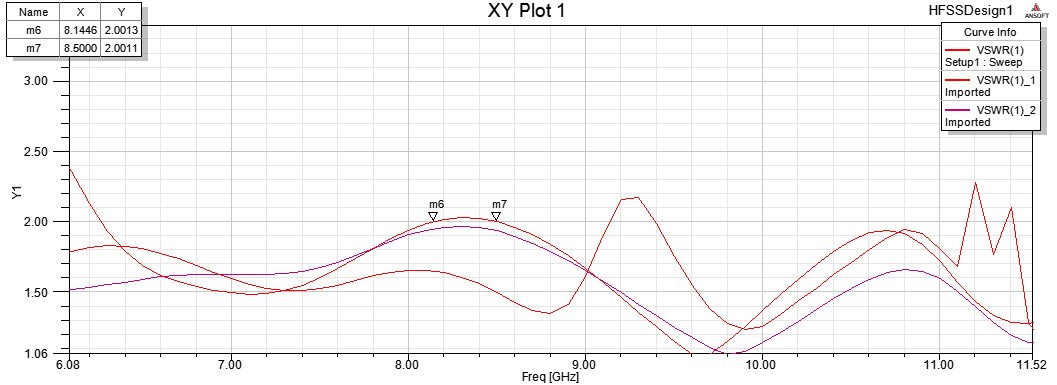 XY Plot 1
HFSSDesign1
ANSOFT
Name X Y
m6 8.1446 2.0013
m7 8.5000 2.0011
Curve Info
VSWR(1)
Setup1 : Sweep
VSWR(1)_1
Imported
VSWR(1)_2
Imported
3.00
2.50
2.00
1.50
1.06
Y1
m6 m7
6.08 7.00 8.00 9.00 10.00 11.00 11.52
Freq [GHz]